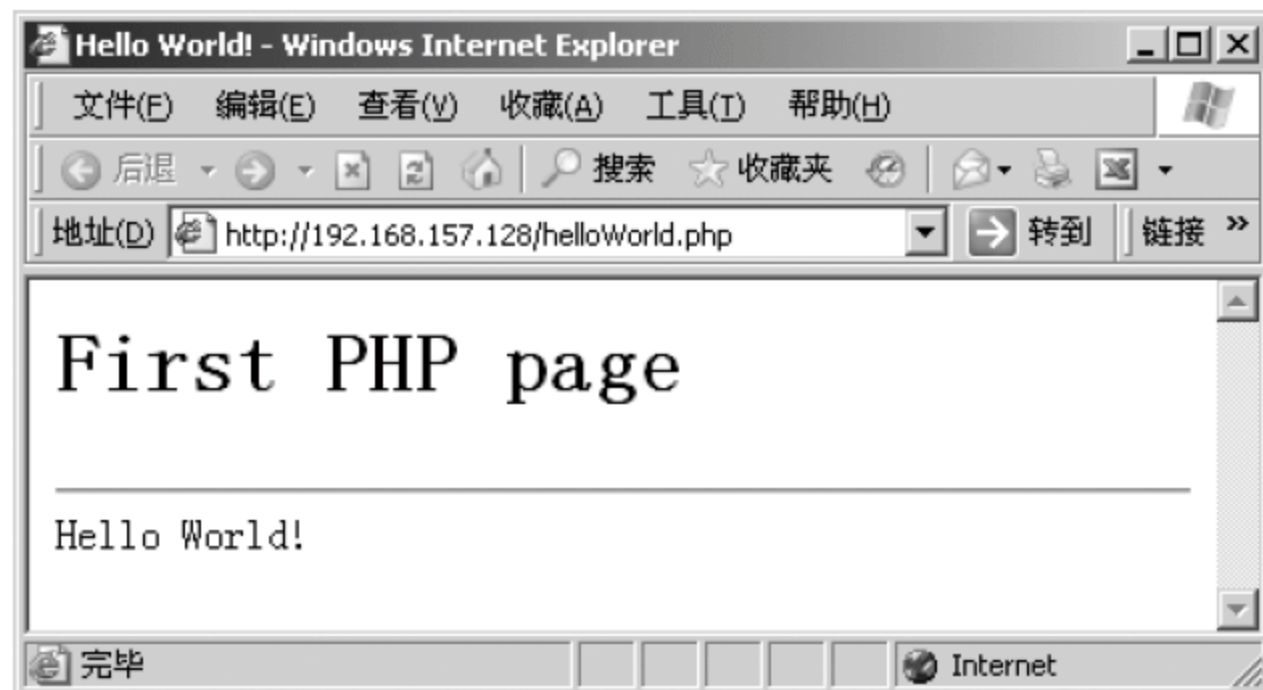 Hello World! - Windows Internet Explorer
文件(F) 编辑(E) 查看(V) 收藏(A) 工具(T) 帮助(H)
后退 搜索 收藏夹
地址(D) http://192.168.157.128/helloWorld.php 转到 链接 »
First PHP page
Hello World!
完毕 Internet